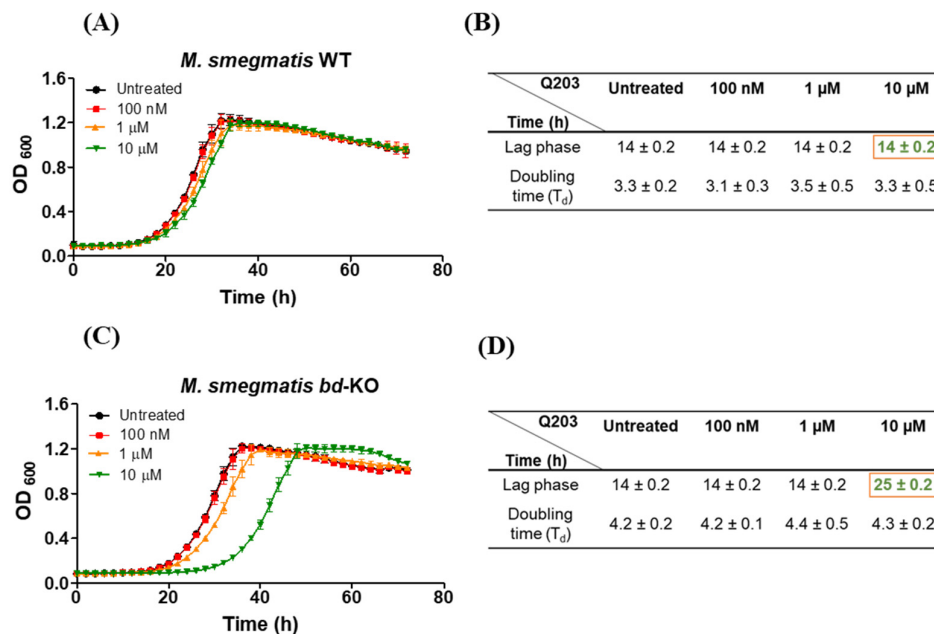 (A)
M. smegmatis WT
Untreated
100 nM
1 μM
10 μM
1.6
1.2
0.8
0.4
0.0
OD 600
0 20 40 60 80
Time (h)
(B)
Q203 Untreated 100 nM 1 μM 10 μM
Time (h)
Lag phase 14 ± 0.2 14 ± 0.2 14 ± 0.2 14 ± 0.2
Doubling
time (Td) 3.3 ± 0.2 3.1 ± 0.3 3.5 ± 0.5 3.3 ± 0.5
(C)
M. smegmatis bd-KO
Untreated
100 nM
1 μM
10 μM
1.6
1.2
0.8
0.4
0.0
OD 600
0 20 40 60 80
Time (h)
(D)
Q203 Untreated 100 nM 1 μM 10 μM
Time (h)
Lag phase 14 ± 0.2 14 ± 0.2 14 ± 0.2 25 ± 0.2
Doubling
time (Td) 4.2 ± 0.2 4.2 ± 0.1 4.4 ± 0.5 4.3 ± 0.2